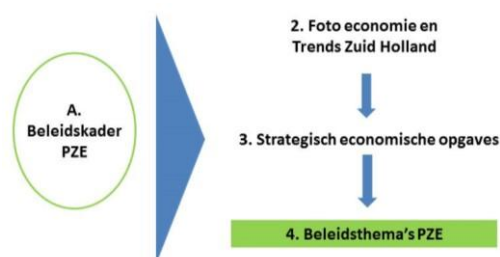 A.
Beleidskader
PZE
2. Foto economie en
Trends Zuid Holland
3. Strategisch economische opgaves
4. Beleidsthema's PZE